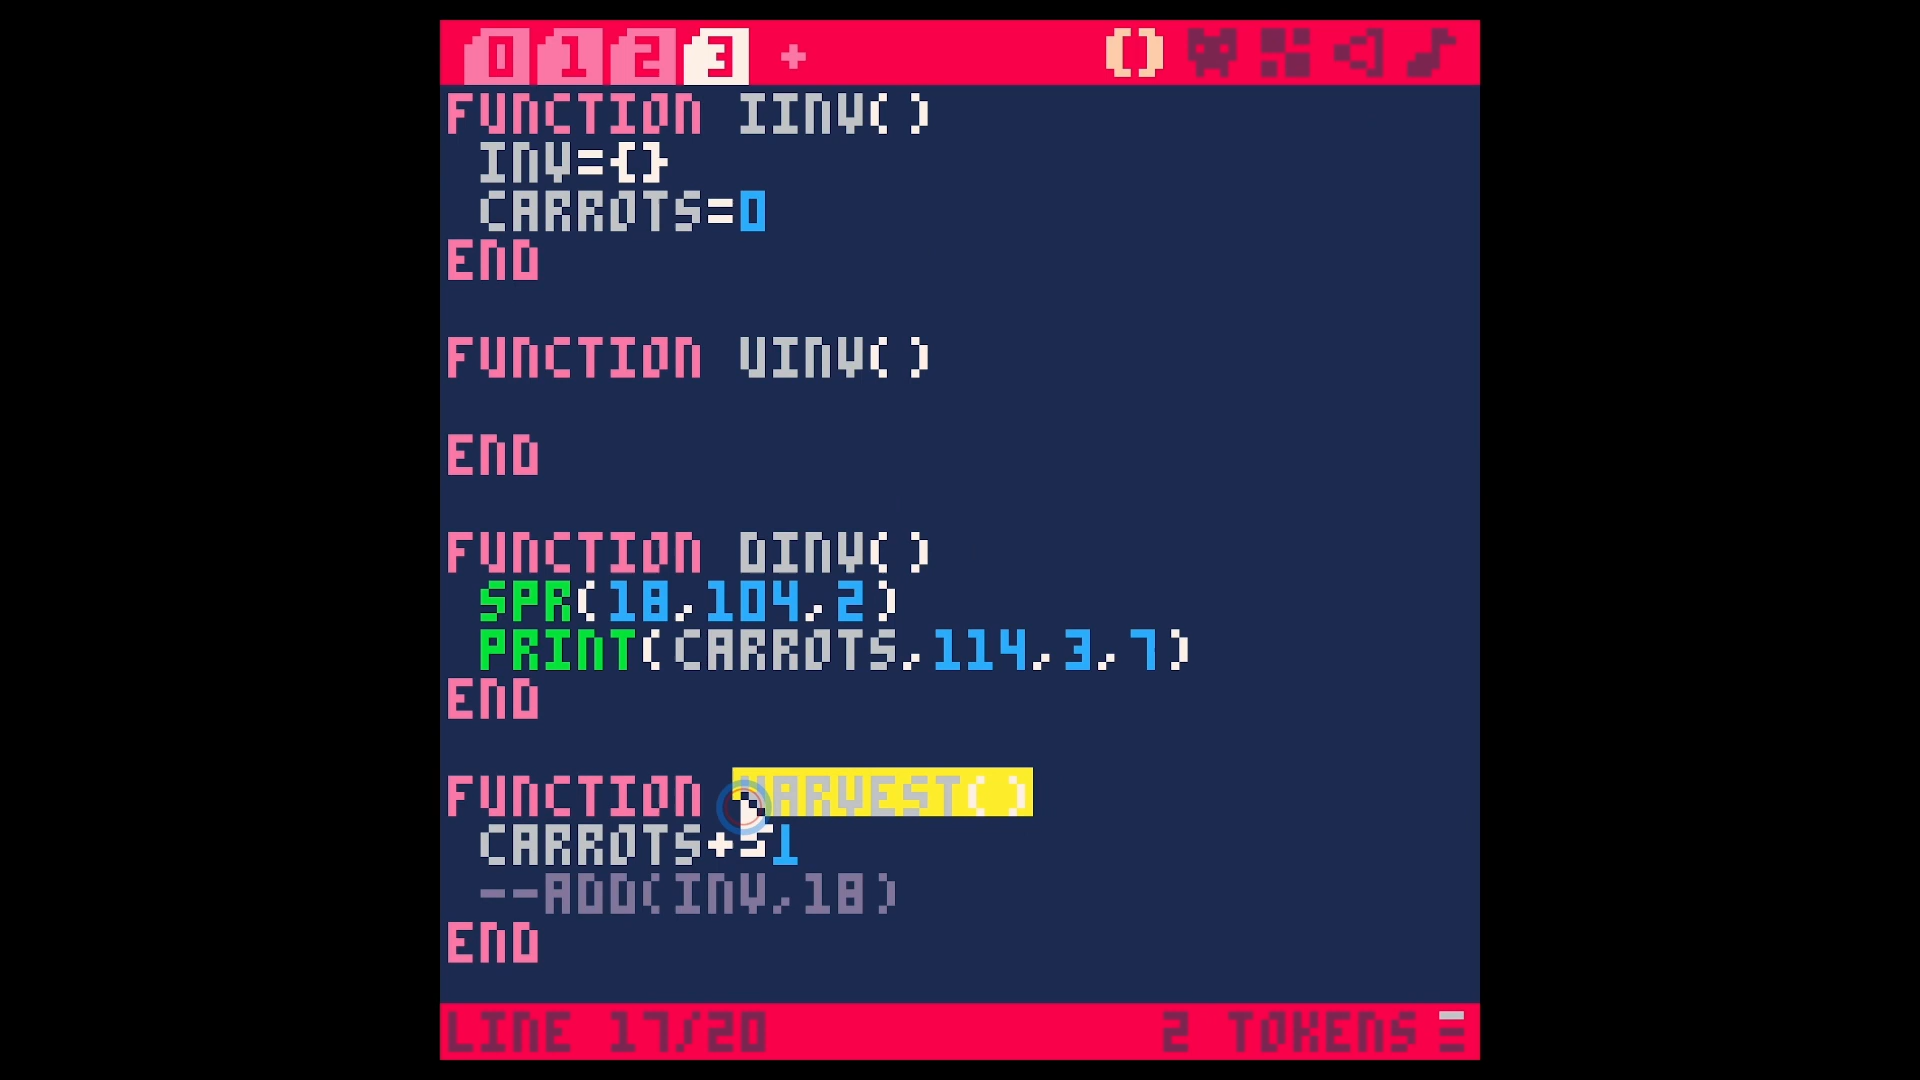 0 1 2 3 +
FUNCTION IINV()
INV={}
CARROTS=0
END
FUNCTION UINV()
END
FUNCTION DINV()
SPR(18,104,2)
PRINT(CARROTS,114,3,7)
END
FUNCTION HARVEST()
CARROTS+=1
--ADD(INV,18)
END
LINE 17/20 2 TOKENS